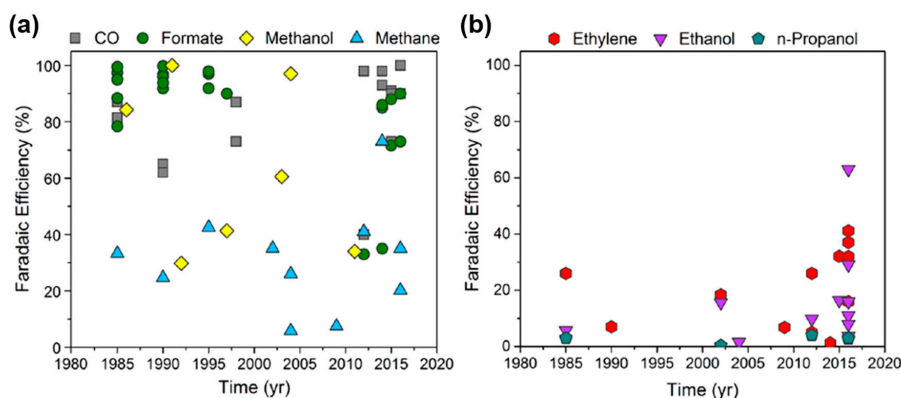 (a)
CO Formate Methanol Methane
Faradaic Efficiency (%)
100
80
60
40
20
0
1980 1985 1990 1995 2000 2005 2010 2015 2020
Time (yr)
(b)
Ethylene Ethanol n-Propanol
Faradaic Efficiency (%)
100
80
60
40
20
0
1980 1985 1990 1995 2000 2005 2010 2015 2020
Time (yr)